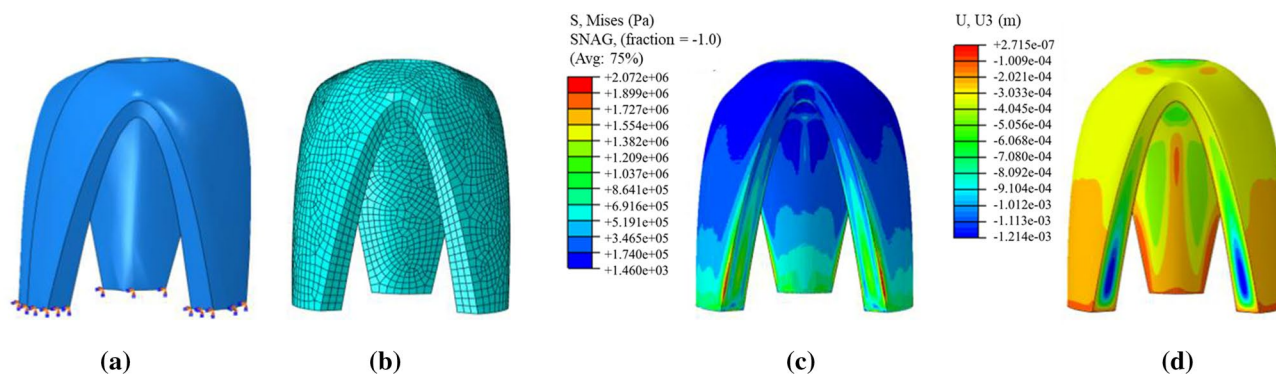 S, Mises (Pa)
SNAG, (fraction = -1.0)
(Avg: 75%)
+2.072e+06
+1.899e+06
+1.727e+06
+1.554e+06
+1.382e+06
+1.209e+06
+1.037e+06
+8.641e+05
+6.916e+05
+5.191e+05
+3.465e+05
+1.740e+05
+1.460e+03
U, U3 (m)
+2.715e-07
-1.009e-04
-2.021e-04
-3.033e-04
-4.045e-04
-5.056e-04
-6.068e-04
-7.080e-04
-8.092e-04
-9.104e-04
-1.012e-03
-1.113e-03
-1.214e-03
(a)
(b)
(c)
(d)